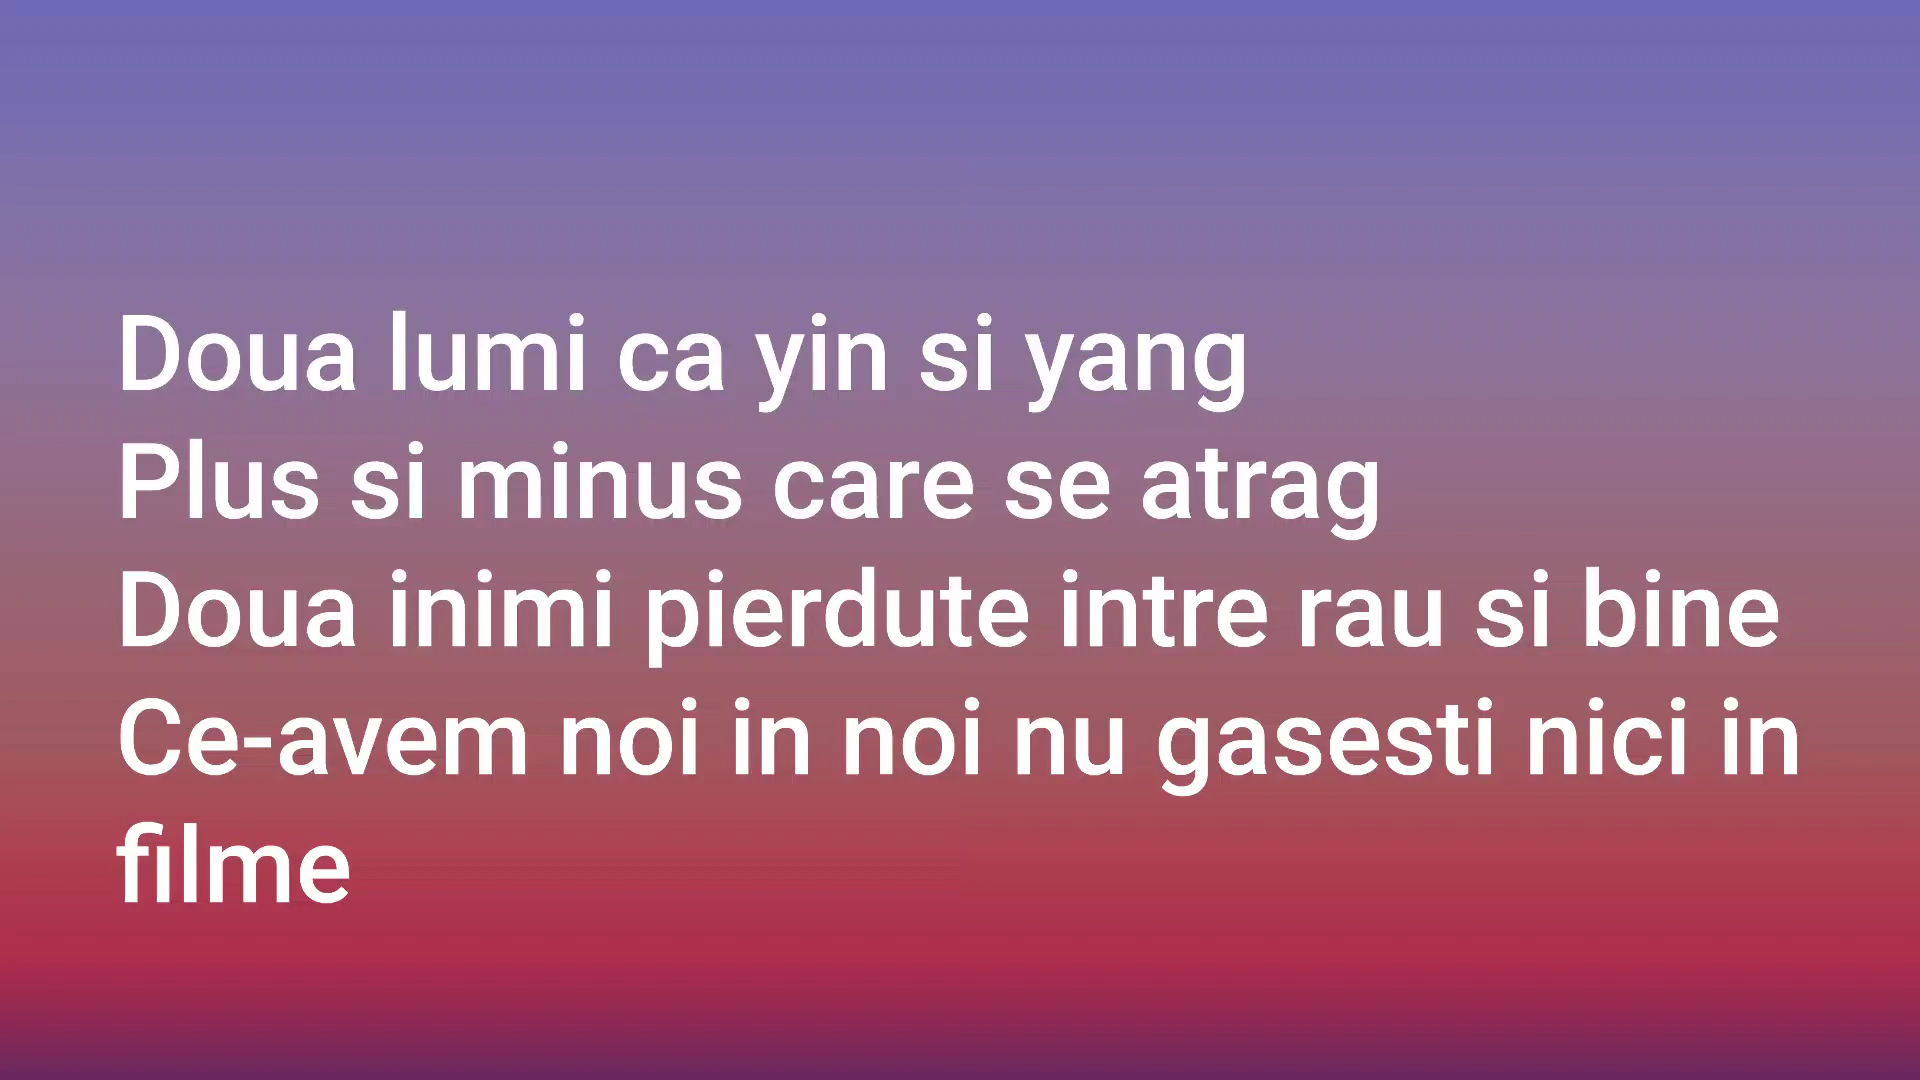 Doua lumi ca yin si yang
Plus si minus care se atrag
Doua inimi pierdute intre rau si bine
Ce-avem noi in noi nu gasesti nici in
filme